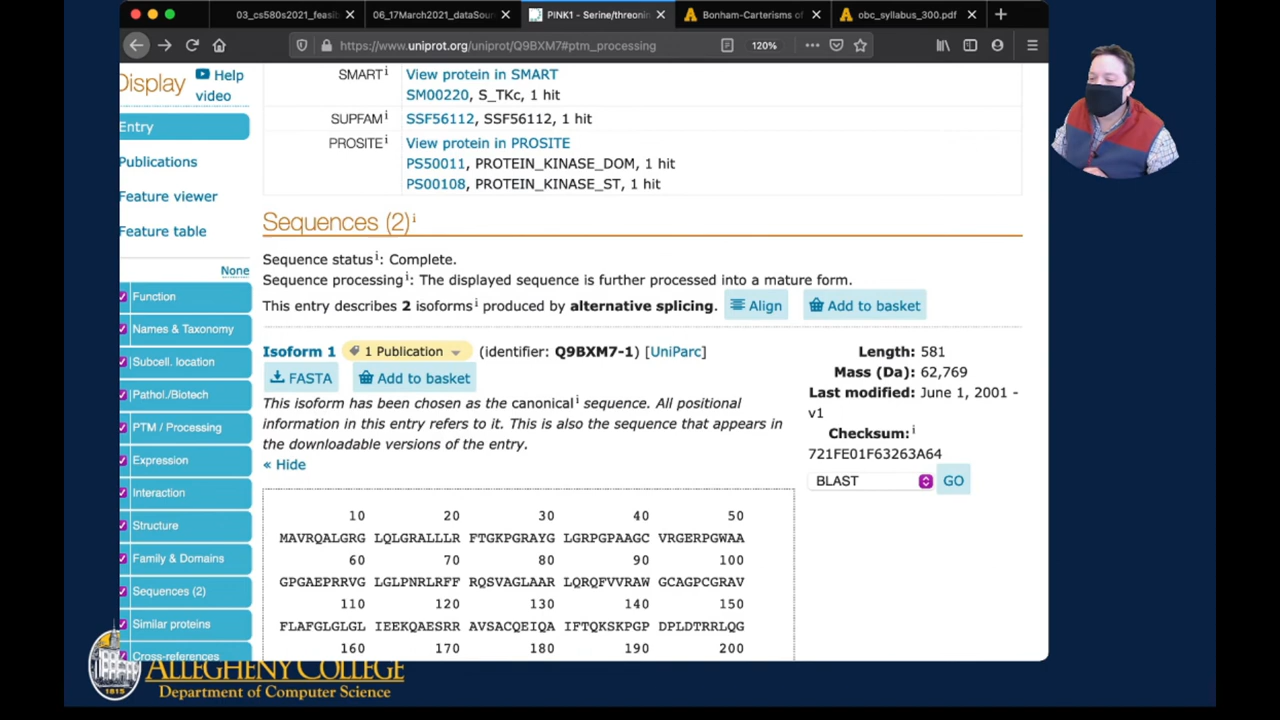 03_cs580s2021_feasib
06_17March2021_dataSour
PINK1 - Serine/threonin
Bonham-Carterisms of
obc_syllabus_300.pdf
https://www.uniprot.org/uniprot/Q9BXM7#ptm_processing
120%
Display
Help video
Entry
Publications
Feature viewer
Feature table
None
Function
Names & Taxonomy
Subcell. location
Pathol./Biotech
PTM / Processing
Expression
Interaction
Structure
Family & Domains
Sequences (2)
Similar proteins
Cross-references
SMART i View protein in SMART
SM00220, S_TKc, 1 hit
SUPFAM i SSF56112, SSF56112, 1 hit
PROSITE i View protein in PROSITE
PS50011, PROTEIN_KINASE_DOM, 1 hit
PS00108, PROTEIN_KINASE_ST, 1 hit
Sequences (2) i
Sequence status i: Complete.
Sequence processing i: The displayed sequence is further processed into a mature form.
This entry describes 2 isoforms i produced by alternative splicing. Align Add to basket
Isoform 1 1 Publication (identifier: Q9BXM7-1) [UniParc]
FASTA Add to basket
This isoform has been chosen as the canonical i sequence. All positional
information in this entry refers to it. This is also the sequence that appears in
the downloadable versions of the entry.
« Hide
Length: 581
Mass (Da): 62,769
Last modified: June 1, 2001 -
v1
Checksum: i
721FE01F63263A64
BLAST GO
10 20 30 40 50
MAVRQALGRG LQLGRALLLR FTGKPGRAYG LGRPGPAAGC VRGERPGWAA
60 70 80 90 100
GPGAEPRRVG LGLPNRLRFF RQSVAGLAAR LQRQFVVRAW GCAGPCGRAV
110 120 130 140 150
FLAFGLGLGL IEEKQAESRR AVSACQEIQA IFTQKSKPGP DPLDTRRLQG
160 170 180 190 200
ALLEGHENY COLLEGE
Department of Computer Science
1815